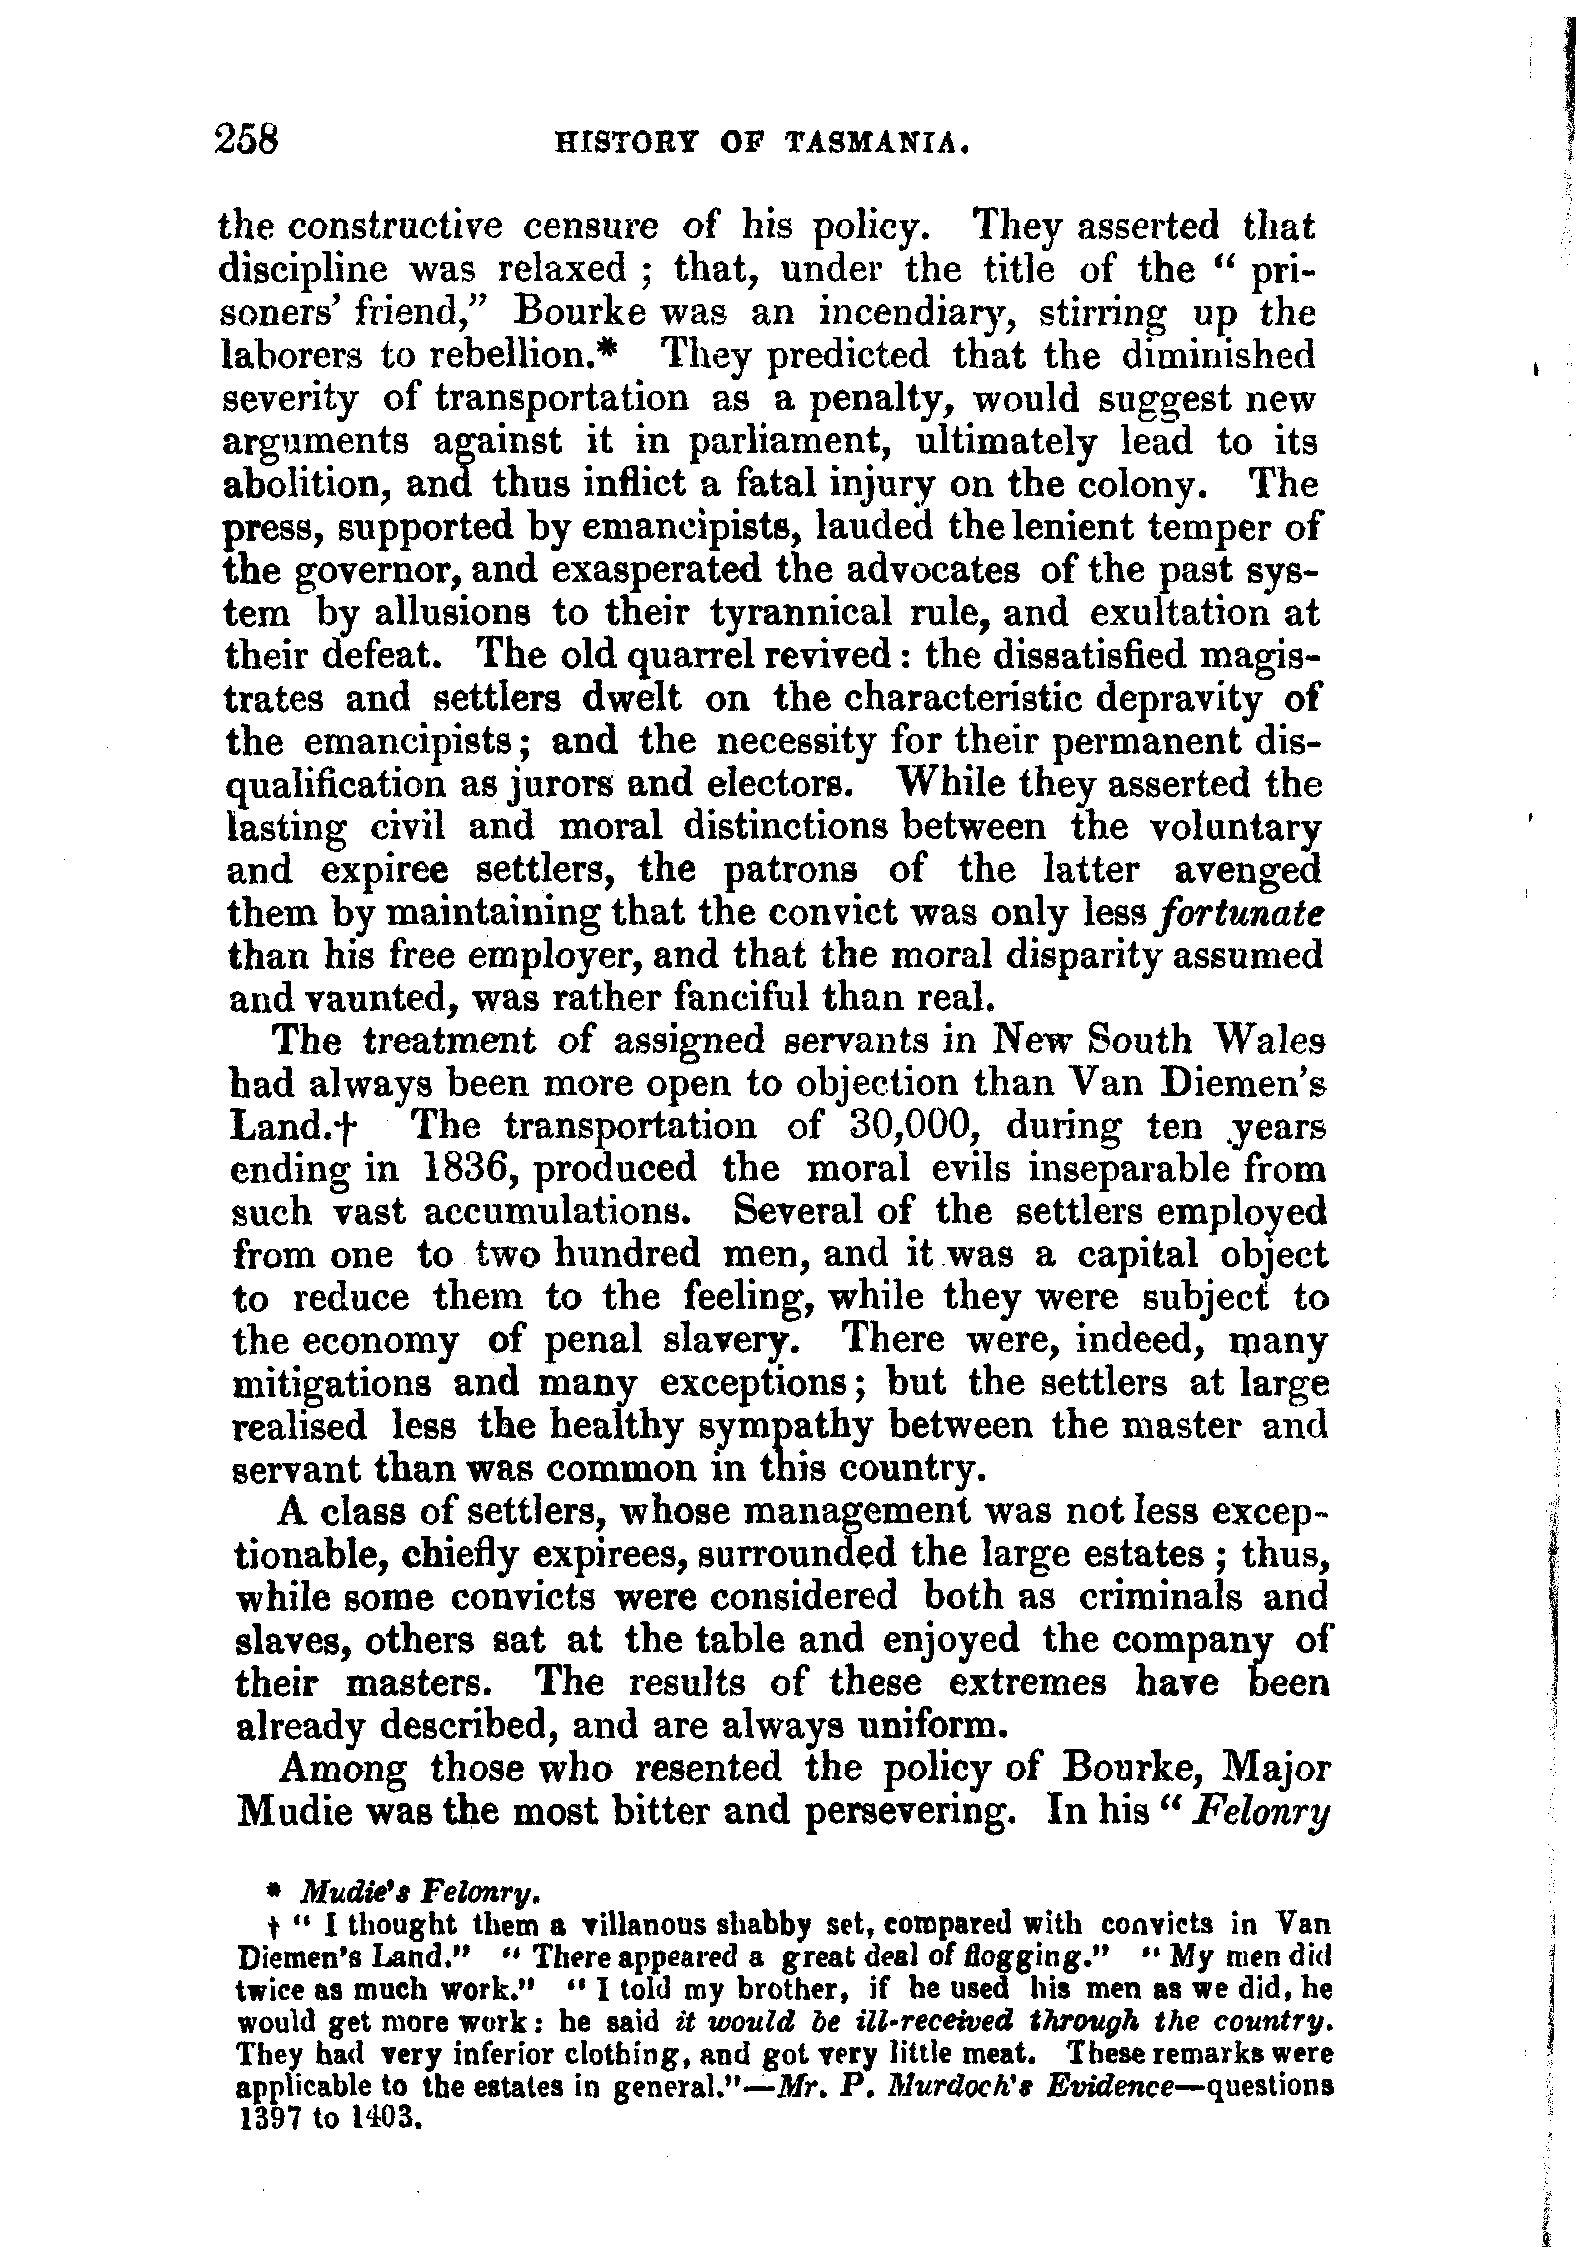 258 HISTORY OF TASMANIA.
the constructive censure of his policy. They asserted that
discipline was relaxed ; that, under the title of the " pri-
soners' friend," Bourke was an incendiary, stirring up the
laborers to rebellion.* They predicted that the diminished
severity of transportation as a penalty, would suggest new
arguments against it in parliament, ultimately lead to its
abolition, and thus inflict a fatal injury on the colony. The
press, supported by emancipists, lauded the lenient temper of
the governor, and exasperated the advocates of the past sys-
tem by allusions to their tyrannical rule, and exultation at
their defeat. The old quarrel revived : the dissatisfied magis-
trates and settlers dwelt on the characteristic depravity of
the emancipists; and the necessity for their permanent dis-
qualification as jurors and electors. While they asserted the
lasting civil and moral distinctions between the voluntary
and expiree settlers, the patrons of the latter avenged
them by maintaining that the convict was only less fortunate
than his free employer, and that the moral disparity assumed
and vaunted, was rather fanciful than real.
The treatment of assigned servants in New South Wales
had always been more open to objection than Van Diemen's
Land.† The transportation of 30,000, during ten years
ending in 1836, produced the moral evils inseparable from
such vast accumulations. Several of the settlers employed
from one to two hundred men, and it was a capital object
to reduce them to the feeling, while they were subject to
the economy of penal slavery. There were, indeed, many
mitigations and many exceptions; but the settlers at large
realised less the healthy sympathy between the master and
servant than was common in this country.
A class of settlers, whose management was not less excep-
tionable, chiefly expirees, surrounded the large estates ; thus,
while some convicts were considered both as criminals and
slaves, others sat at the table and enjoyed the company of
their masters. The results of these extremes have been
already described, and are always uniform.
Among those who resented the policy of Bourke, Major
Mudie was the most bitter and persevering. In his " Felonry
* Mudie's Felonry.
† " I thought them a villanous shabby set, compared with convicts in Van
Diemen's Land." " There appeared a great deal of flogging." " My men did
twice as much work." " I told my brother, if he used his men as we did, he
would get more work: he said it would be ill-received through the country.
They had very inferior clothing, and got very little meat. These remarks were
applicable to the estates in general."—Mr. P. Murdoch's Evidence—questions
1397 to 1403.